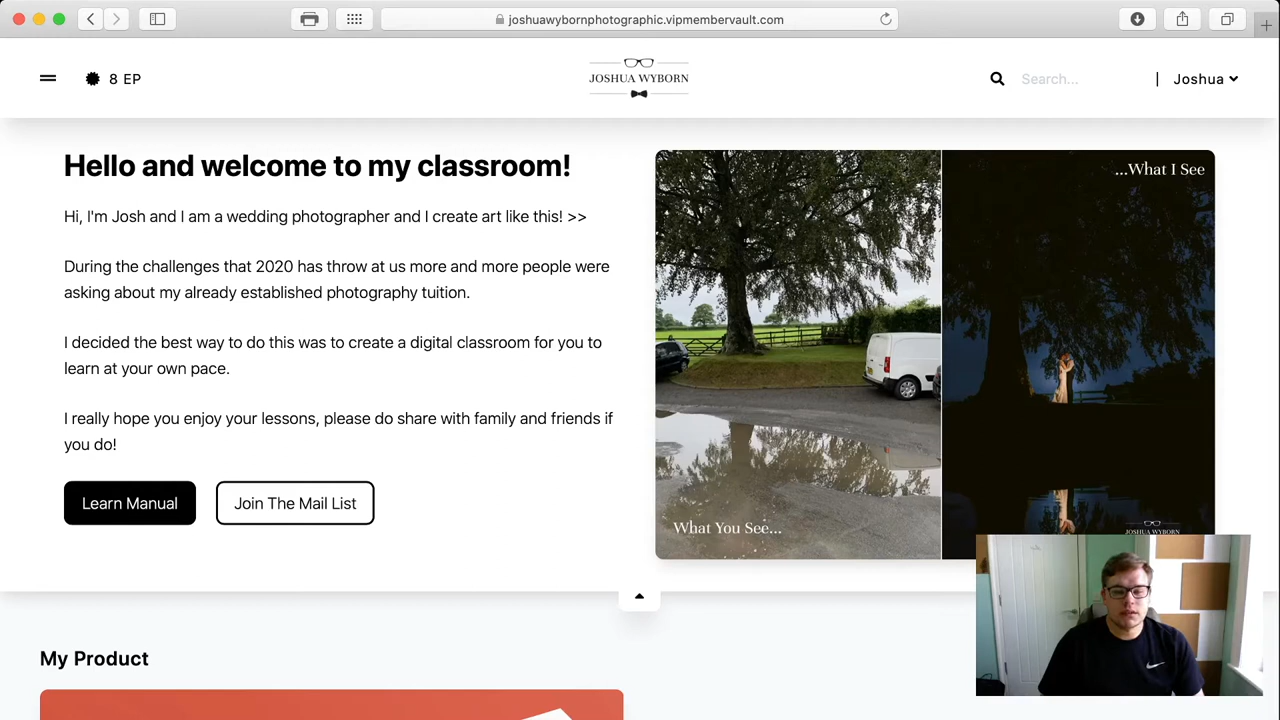 joshuawybornphotographic.vipmembervault.com
8 EP
JOSHUA WYBORN
Search...
| Joshua
Hello and welcome to my classroom!
Hi, I'm Josh and I am a wedding photographer and I create art like this! >>
During the challenges that 2020 has throw at us more and more people were
asking about my already established photography tuition.
I decided the best way to do this was to create a digital classroom for you to
learn at your own pace.
I really hope you enjoy your lessons, please do share with family and friends if
you do!
Learn Manual
Join The Mail List
...What I See
What You See...
JOSHUA WYBORN
My Product